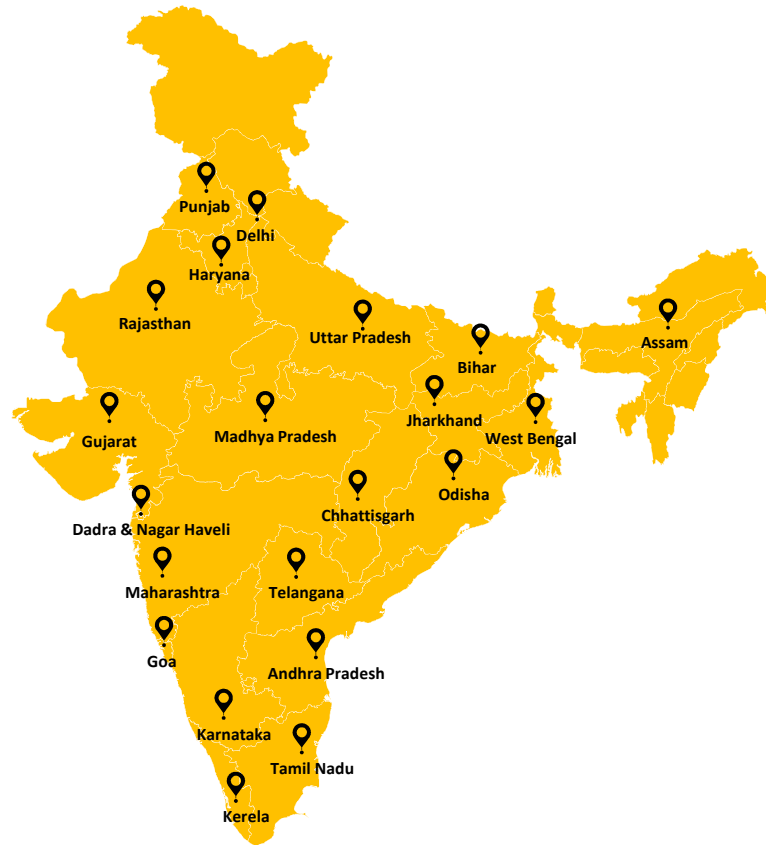 Punjab
Delhi
Haryana
Rajasthan
Uttar Pradesh
Assam
Bihar
Jharkhand
Gujarat
Madhya Pradesh
West Bengal
Odisha
Chhattisgarh
Dadra & Nagar Haveli
Maharashtra
Telangana
Goa
Andhra Pradesh
Karnataka
Tamil Nadu
Kerela